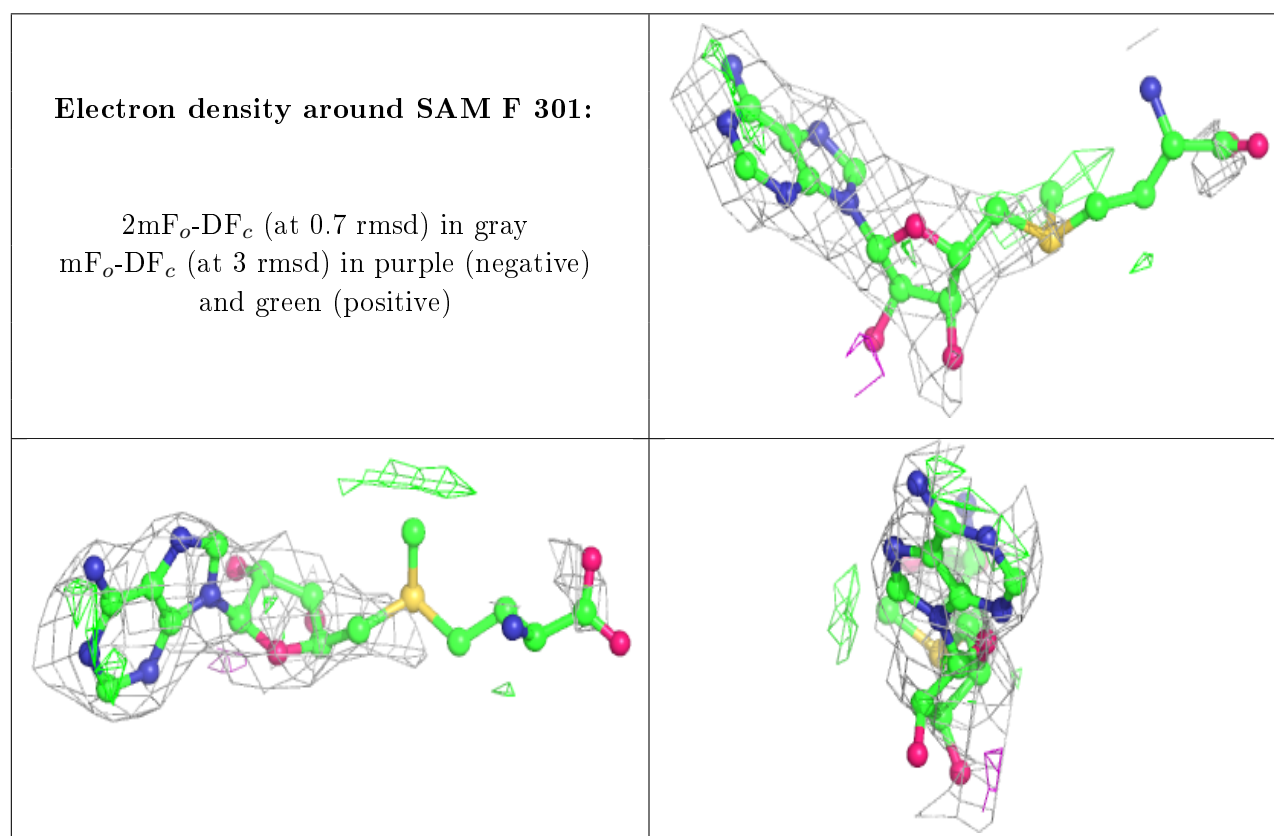 Electron density around SAM F 301:
2mFo-DFc (at 0.7 rmsd) in gray
mFo-DFc (at 3 rmsd) in purple (negative)
and green (positive)